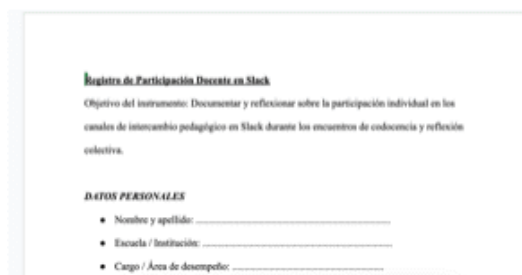 Registro de Participación Docente en Slack
Objetivo del instrumento: Documentar y reflexionar sobre la participación individual en los
canales de intercambio pedagógico en Slack durante los encuentros de codocencia y reflexión
colectiva.
DATOS PERSONALES
● Nombre y apellido: ............................................................
● Escuela / Institución: ............................................................
● Cargo / Área de desempeño: ................................................